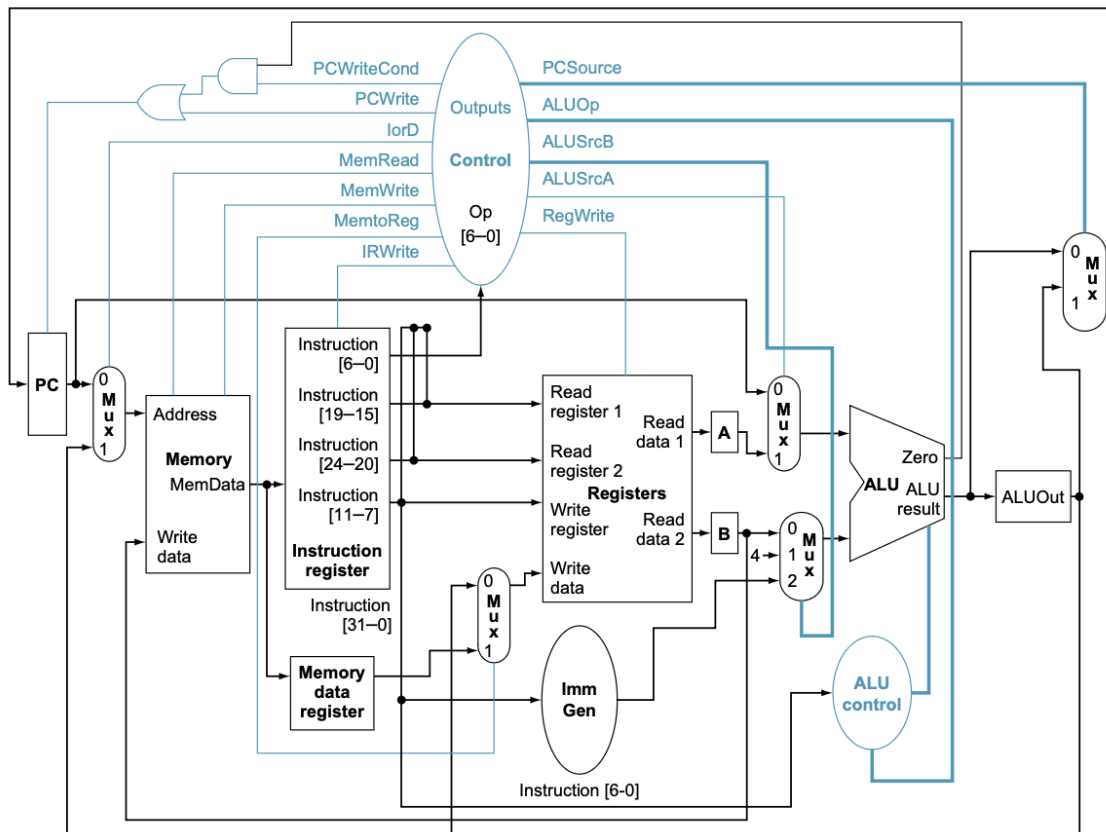 PCWriteCond
PCWrite
IorD
MemRead
MemWrite
MemtoReg
IRWrite
Outputs
Control
Op
[6–0]
PCSource
ALUOp
ALUSrcB
ALUSrcA
RegWrite
0
1
M
u
x
PC
0
1
M
u
x
Address
Memory
MemData
Write
data
Instruction
[6–0]
Instruction
[19–15]
Instruction
[24–20]
Instruction
[11–7]
Instruction
register
Instruction
[31–0]
Memory
data
register
0
1
M
u
x
Read
register 1
Read
register 2
Registers
Write
register
Write
data
Read
data 1
Read
data 2
A
B
0
1
M
u
x
0
4
1
2
M
u
x
Imm
Gen
Instruction [6-0]
Zero
ALU
ALU
result
ALUOut
ALU
control